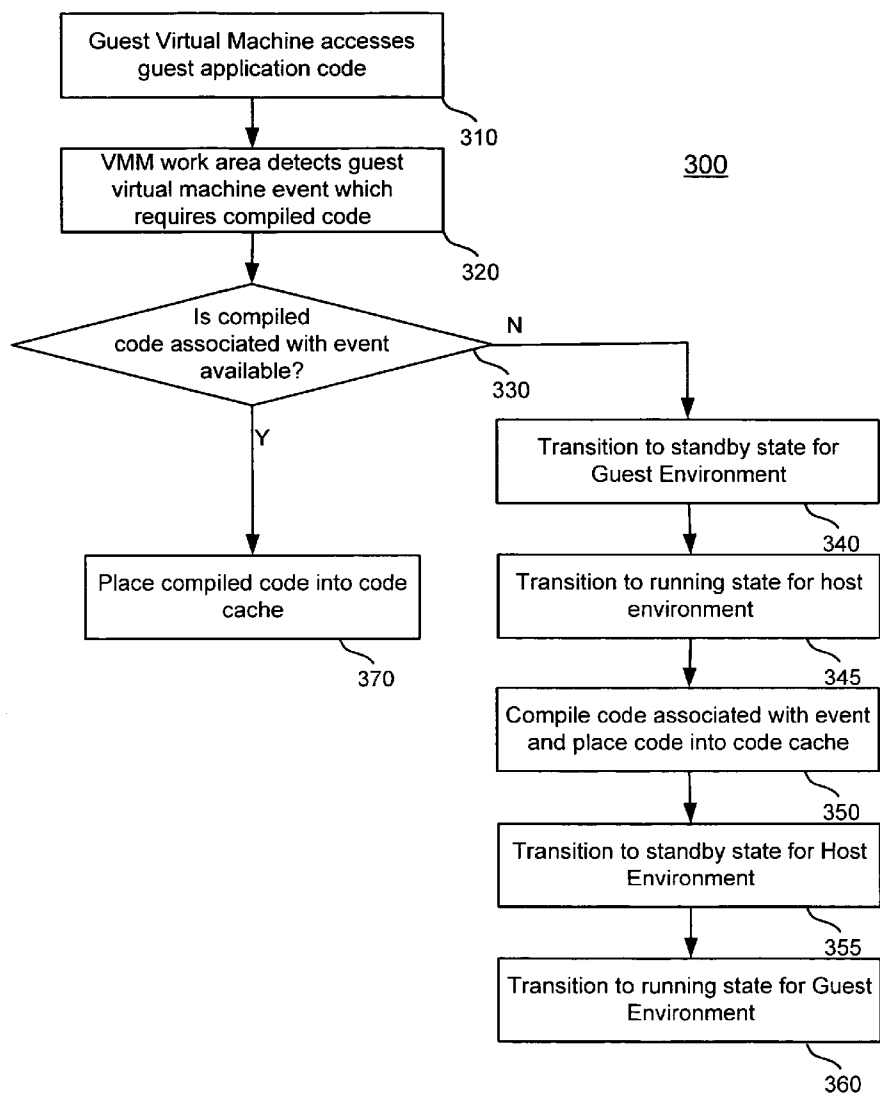 Guest Virtual Machine accesses
guest application code
310
300
VMM work area detects guest
virtual machine event which
requires compiled code
320
Is compiled
code associated with event
available?
N
330
Y
Transition to standby state for
Guest Environment
340
Place compiled code into code
cache
370
Transition to running state for host
environment
345
Compile code associated with event
and place code into code cache
350
Transition to standby state for Host
Environment
355
Transition to running state for Guest
Environment
360